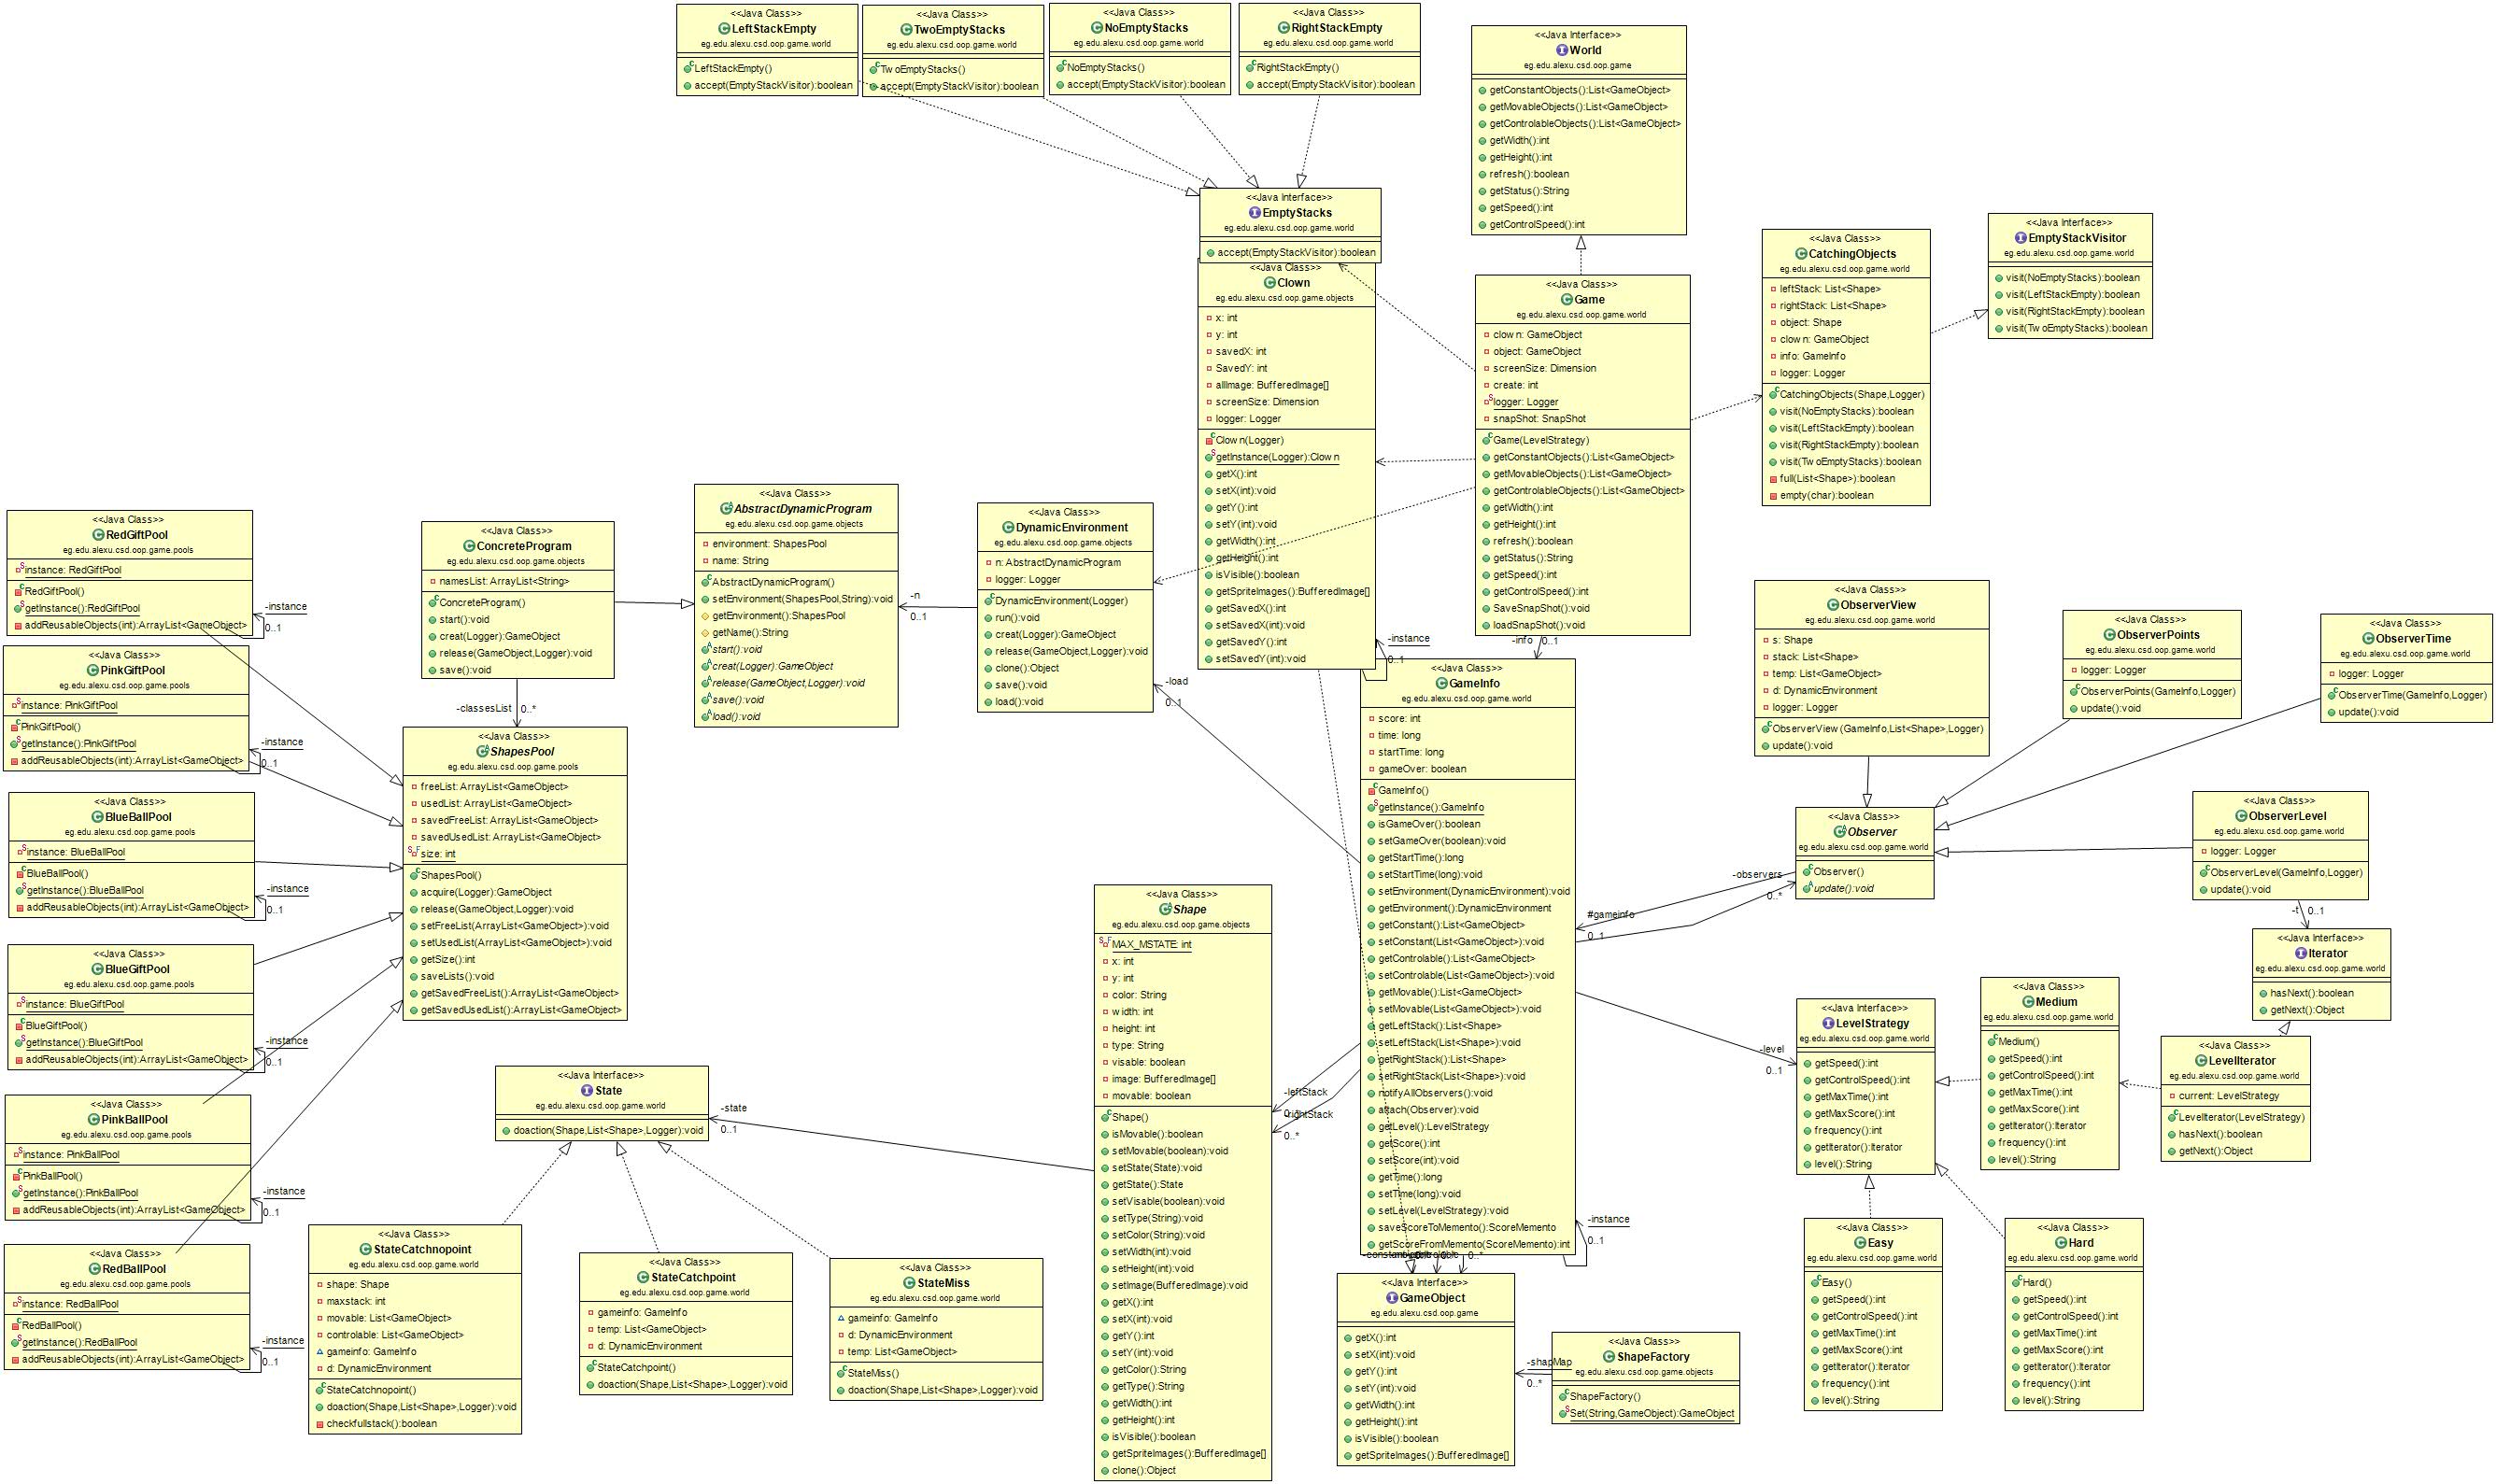 <<Java Class>>
LeftStackEmpty
eg.edu.alexu.csd.oop.game.world
LeftStackEmpty()
accept(EmptyStackVisitor):boolean
<<Java Class>>
TwoEmptyStacks
eg.edu.alexu.csd.oop.game.world
TwoEmptyStacks()
accept(EmptyStackVisitor):boolean
<<Java Class>>
NoEmptyStacks
eg.edu.alexu.csd.oop.game.world
NoEmptyStacks()
accept(EmptyStackVisitor):boolean
<<Java Class>>
RightStackEmpty
eg.edu.alexu.csd.oop.game.world
RightStackEmpty()
accept(EmptyStackVisitor):boolean
<<Java Interface>>
World
eg.edu.alexu.csd.oop.game
getConstantObjects():List<GameObject>
getMovableObjects():List<GameObject>
getControlableObjects():List<GameObject>
getWidth():int
getHeight():int
refresh():boolean
getStatus():String
getSpeed():int
getControlSpeed():int
<<Java Interface>>
EmptyStacks
eg.edu.alexu.csd.oop.game.world
accept(EmptyStackVisitor):boolean
<<Java Class>>
Clown
eg.edu.alexu.csd.oop.game.objects
x: int
y: int
savedX: int
SavedY: int
allImage: BufferedImage[]
screenSize: Dimension
logger: Logger
Clown(Logger)
getInstance(Logger):Clown
getX():int
setX(int):void
getY():int
setY(int):void
getWidth():int
getHeight():int
isVisible():boolean
getSpriteImages():BufferedImage[]
getSavedX():int
setSavedX(int):void
getSavedY():int
setSavedY(int):void
-instance
0..1
<<Java Class>>
Game
eg.edu.alexu.csd.oop.game.world
clown: GameObject
object: GameObject
screenSize: Dimension
create: int
logger: Logger
snapShot: SnapShot
Game(LevelStrategy)
getConstantObjects():List<GameObject>
getMovableObjects():List<GameObject>
getControlableObjects():List<GameObject>
getWidth():int
getHeight():int
refresh():boolean
getStatus():String
getSpeed():int
getControlSpeed():int
SaveSnapShot():void
loadSnapShot():void
-info
0..1
<<Java Class>>
CatchingObjects
eg.edu.alexu.csd.oop.game.world
leftStack: List<Shape>
rightStack: List<Shape>
object: Shape
clown: GameObject
info: GameInfo
logger: Logger
CatchingObjects(Shape,Logger)
visit(NoEmptyStacks):boolean
visit(LeftStackEmpty):boolean
visit(RightStackEmpty):boolean
visit(TwoEmptyStacks):boolean
full(List<Shape>):boolean
empty(char):boolean
<<Java Interface>>
EmptyStackVisitor
eg.edu.alexu.csd.oop.game.world
visit(NoEmptyStacks):boolean
visit(LeftStackEmpty):boolean
visit(RightStackEmpty):boolean
visit(TwoEmptyStacks):boolean
<<Java Class>>
RedGiftPool
eg.edu.alexu.csd.oop.game.pools
instance: RedGiftPool
RedGiftPool()
getInstance():RedGiftPool
addReusableObjects(int):ArrayList<GameObject>
-instance
0..1
<<Java Class>>
PinkGiftPool
eg.edu.alexu.csd.oop.game.pools
instance: PinkGiftPool
PinkGiftPool()
getInstance():PinkGiftPool
addReusableObjects(int):ArrayList<GameObject>
-instance
0..1
<<Java Class>>
BlueBallPool
eg.edu.alexu.csd.oop.game.pools
instance: BlueBallPool
BlueBallPool()
getInstance():BlueBallPool
addReusableObjects(int):ArrayList<GameObject>
-instance
0..1
<<Java Class>>
BlueGiftPool
eg.edu.alexu.csd.oop.game.pools
instance: BlueGiftPool
BlueGiftPool()
getInstance():BlueGiftPool
addReusableObjects(int):ArrayList<GameObject>
-instance
0..1
<<Java Class>>
PinkBallPool
eg.edu.alexu.csd.oop.game.pools
instance: PinkBallPool
PinkBallPool()
getInstance():PinkBallPool
addReusableObjects(int):ArrayList<GameObject>
-instance
0..1
<<Java Class>>
RedBallPool
eg.edu.alexu.csd.oop.game.pools
instance: RedBallPool
RedBallPool()
getInstance():RedBallPool
addReusableObjects(int):ArrayList<GameObject>
-instance
0..1
<<Java Class>>
ConcreteProgram
eg.edu.alexu.csd.oop.game.objects
namesList: ArrayList<String>
ConcreteProgram()
start():void
creat(Logger):GameObject
release(GameObject,Logger):void
save():void
-classesList
0..*
<<Java Class>>
AbstractDynamicProgram
eg.edu.alexu.csd.oop.game.objects
environment: ShapesPool
name: String
AbstractDynamicProgram()
setEnvironment(ShapesPool,String):void
getEnvironment():ShapesPool
getName():String
start():void
creat(Logger):GameObject
release(GameObject,Logger):void
save():void
load():void
-n
0..1
<<Java Class>>
DynamicEnvironment
eg.edu.alexu.csd.oop.game.objects
n: AbstractDynamicProgram
logger: Logger
DynamicEnvironment(Logger)
run():void
creat(Logger):GameObject
release(GameObject,Logger):void
clone():Object
save():void
load():void
-load
0..1
<<Java Class>>
ShapesPool
eg.edu.alexu.csd.oop.game.pools
freeList: ArrayList<GameObject>
usedList: ArrayList<GameObject>
savedFreeList: ArrayList<GameObject>
savedUsedList: ArrayList<GameObject>
size: int
ShapesPool()
acquire(Logger):GameObject
release(GameObject,Logger):void
setFreeList(ArrayList<GameObject>):void
setUsedList(ArrayList<GameObject>):void
getSize():int
saveLists():void
getSavedFreeList():ArrayList<GameObject>
getSavedUsedList():ArrayList<GameObject>
<<Java Class>>
GameInfo
eg.edu.alexu.csd.oop.game.world
score: int
time: long
startTime: long
gameOver: boolean
GameInfo()
getInstance():GameInfo
isGameOver():boolean
setGameOver(boolean):void
getStartTime():long
setStartTime(long):void
setEnvironment(DynamicEnvironment):void
getEnvironment():DynamicEnvironment
getConstant():List<GameObject>
setConstant(List<GameObject>):void
getControlable():List<GameObject>
setControlable(List<GameObject>):void
getMovable():List<GameObject>
setMovable(List<GameObject>):void
getLeftStack():List<Shape>
setLeftStack(List<Shape>):void
getRightStack():List<Shape>
setRightStack(List<Shape>):void
notifyAllObservers():void
attach(Observer):void
getLevel():LevelStrategy
getScore():int
setScore(int):void
getTime():long
setTime(long):void
setLevel(LevelStrategy):void
saveScoreToMemento():ScoreMemento
getScoreFromMemento(ScoreMemento):int
-instance
0..1
<<Java Class>>
ObserverView
eg.edu.alexu.csd.oop.game.world
s: Shape
stack: List<Shape>
temp: List<GameObject>
d: DynamicEnvironment
logger: Logger
ObserverView(GameInfo,List<Shape>,Logger)
update():void
<<Java Class>>
ObserverPoints
eg.edu.alexu.csd.oop.game.world
logger: Logger
ObserverPoints(GameInfo,Logger)
update():void
<<Java Class>>
ObserverTime
eg.edu.alexu.csd.oop.game.world
logger: Logger
ObserverTime(GameInfo,Logger)
update():void
<<Java Class>>
Observer
eg.edu.alexu.csd.oop.game.world
Observer()
update():void
-observers
0..*
#gameinfo
0..1
<<Java Class>>
ObserverLevel
eg.edu.alexu.csd.oop.game.world
logger: Logger
ObserverLevel(GameInfo,Logger)
update():void
-t
0..1
<<Java Interface>>
Iterator
eg.edu.alexu.csd.oop.game.world
hasNext():boolean
getNext():Object
<<Java Interface>>
LevelStrategy
eg.edu.alexu.csd.oop.game.world
getSpeed():int
getControlSpeed():int
getMaxTime():int
getMaxScore():int
frequency():int
getIterator():Iterator
level():String
-level
0..1
<<Java Class>>
Medium
eg.edu.alexu.csd.oop.game.world
Medium()
getSpeed():int
getControlSpeed():int
getMaxTime():int
getMaxScore():int
getIterator():Iterator
frequency():int
level():String
<<Java Class>>
LevelIterator
eg.edu.alexu.csd.oop.game.world
current: LevelStrategy
LevelIterator(LevelStrategy)
hasNext():boolean
getNext():Object
<<Java Class>>
Easy
eg.edu.alexu.csd.oop.game.world
Easy()
getSpeed():int
getControlSpeed():int
getMaxTime():int
getMaxScore():int
getIterator():Iterator
frequency():int
level():String
<<Java Class>>
Hard
eg.edu.alexu.csd.oop.game.world
Hard()
getSpeed():int
getControlSpeed():int
getMaxTime():int
getMaxScore():int
getIterator():Iterator
frequency():int
level():String
<<Java Class>>
Shape
eg.edu.alexu.csd.oop.game.objects
MAX_MSTATE: int
x: int
y: int
color: String
width: int
height: int
type: String
visable: boolean
image: BufferedImage[]
movable: boolean
Shape()
isMovable():boolean
setMovable(boolean):void
setState(State):void
getState():State
setVisable(boolean):void
setType(String):void
setColor(String):void
setWidth(int):void
setHeight(int):void
setImage(BufferedImage):void
getX():int
setX(int):void
getY():int
setY(int):void
getColor():String
getType():String
getWidth():int
getHeight():int
isVisible():boolean
getSpriteImages():BufferedImage[]
clone():Object
-leftStack
-rightStack
0..*
<<Java Interface>>
State
eg.edu.alexu.csd.oop.game.world
doaction(Shape,List<Shape>,Logger):void
-state
0..1
<<Java Class>>
StateCatchnopoint
eg.edu.alexu.csd.oop.game.world
shape: Shape
maxstack: int
movable: List<GameObject>
controlable: List<GameObject>
gameinfo: GameInfo
d: DynamicEnvironment
StateCatchnopoint()
doaction(Shape,List<Shape>,Logger):void
checkfullstack():boolean
<<Java Class>>
StateCatchpoint
eg.edu.alexu.csd.oop.game.world
gameinfo: GameInfo
temp: List<GameObject>
d: DynamicEnvironment
StateCatchpoint()
doaction(Shape,List<Shape>,Logger):void
<<Java Class>>
StateMiss
eg.edu.alexu.csd.oop.game.world
gameinfo: GameInfo
d: DynamicEnvironment
temp: List<GameObject>
StateMiss()
doaction(Shape,List<Shape>,Logger):void
0..*
<<Java Interface>>
GameObject
eg.edu.alexu.csd.oop.game
getX():int
setX(int):void
getY():int
setY(int):void
getWidth():int
getHeight():int
isVisible():boolean
getSpriteImages():BufferedImage[]
-shapMap
0..*
<<Java Class>>
ShapeFactory
eg.edu.alexu.csd.oop.game.objects
ShapeFactory()
Set(String,GameObject):GameObject